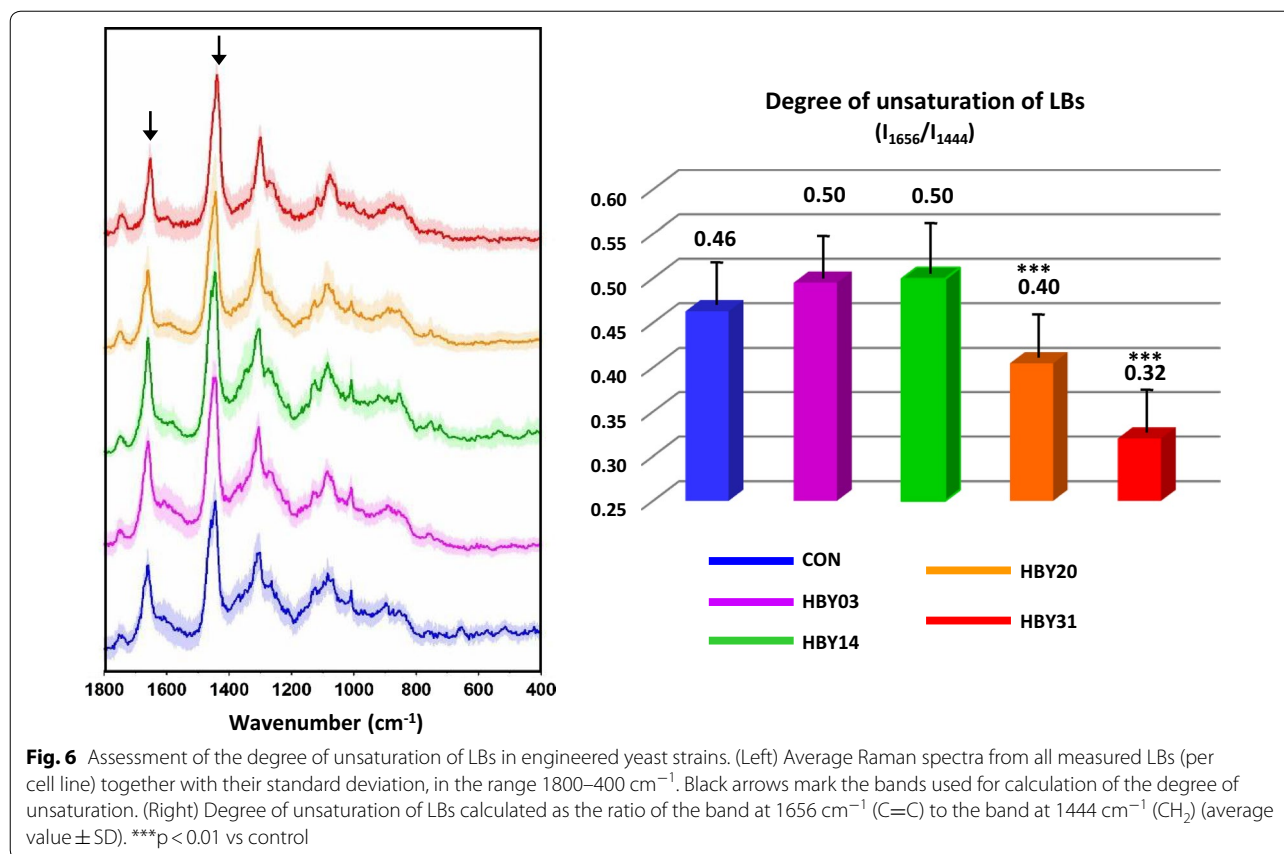 Degree of unsaturation of LBs
(I1656/I1444)
0.60
0.55
0.50
0.45
0.40
0.35
0.30
0.25
0.46
0.50
0.50
***
0.40
***
0.32
CON
HBY03
HBY14
HBY20
HBY31
1800 1600 1400 1200 1000 800 600 400
Wavenumber (cm⁻¹)
Fig. 6 Assessment of the degree of unsaturation of LBs in engineered yeast strains. (Left) Average Raman spectra from all measured LBs (per
cell line) together with their standard deviation, in the range 1800–400 cm⁻¹. Black arrows mark the bands used for calculation of the degree of
unsaturation. (Right) Degree of unsaturation of LBs calculated as the ratio of the band at 1656 cm⁻¹ (C=C) to the band at 1444 cm⁻¹ (CH₂) (average
value ± SD). ***p < 0.01 vs control